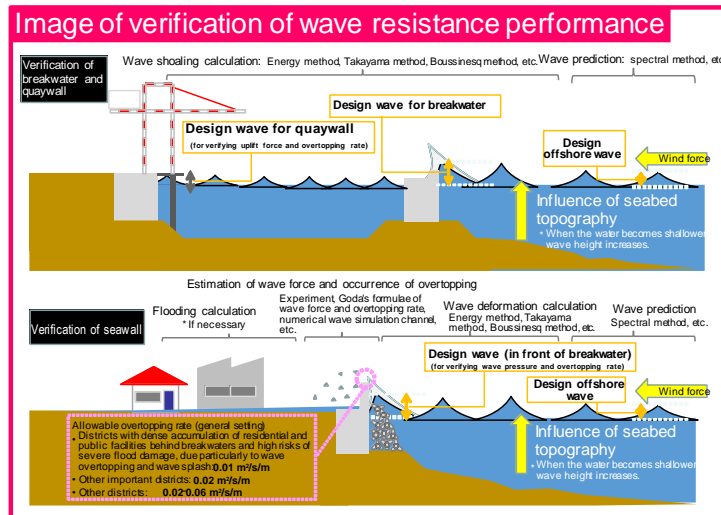 Image of verification of wave resistance performance
Verification of
breakwater and
quaywall
Wave shoaling calculation: Energy method, Takayama method, Boussinesq method, etc.
Wave prediction: spectral method, etc
Design wave for breakwater
Design wave for quaywall
(for verifying uplift force and overtopping rate)
Design
offshore wave
Wind force
Influence of seabed
topography
* When the water becomes shallower,
wave height increases.
Estimation of wave force and occurrence of overtopping
Verification of seawall
Flooding calculation
* If necessary
Experiment, Goda's formulae of
wave force and overtopping rate,
numerical wave simulation channel,
etc.
Wave deformation calculation
Energy method, Takayama
method, Boussinesq method, etc.
Wave prediction
Spectral method, etc.
Design wave (in front of breakwater)
(for verifying wave pressure and overtopping rate)
Design offshore
wave
Wind force
Allowable overtopping rate (general setting)
• Districts with dense accumulation of residential and
public facilities behind breakwaters and high risks of
severe flood damage, due particularly to wave
overtopping and wave splash: 0.01 m²/s/m
• Other important districts: 0.02 m²/s/m
• Other districts: 0.02-0.06 m²/s/m
Influence of seabed
topography
* When the water becomes shallower,
wave height increases.